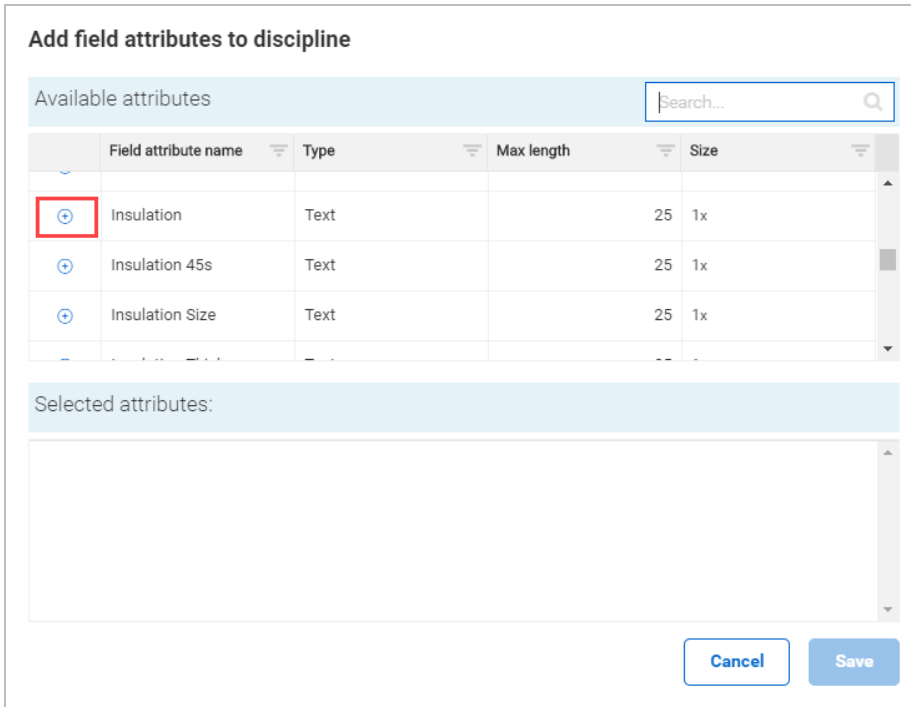 Add field attributes to discipline
Available attributes
Search...
Field attribute name Type Max length Size
Insulation Text 25 1x
Insulation 45s Text 25 1x
Insulation Size Text 25 1x
Selected attributes:
Cancel Save